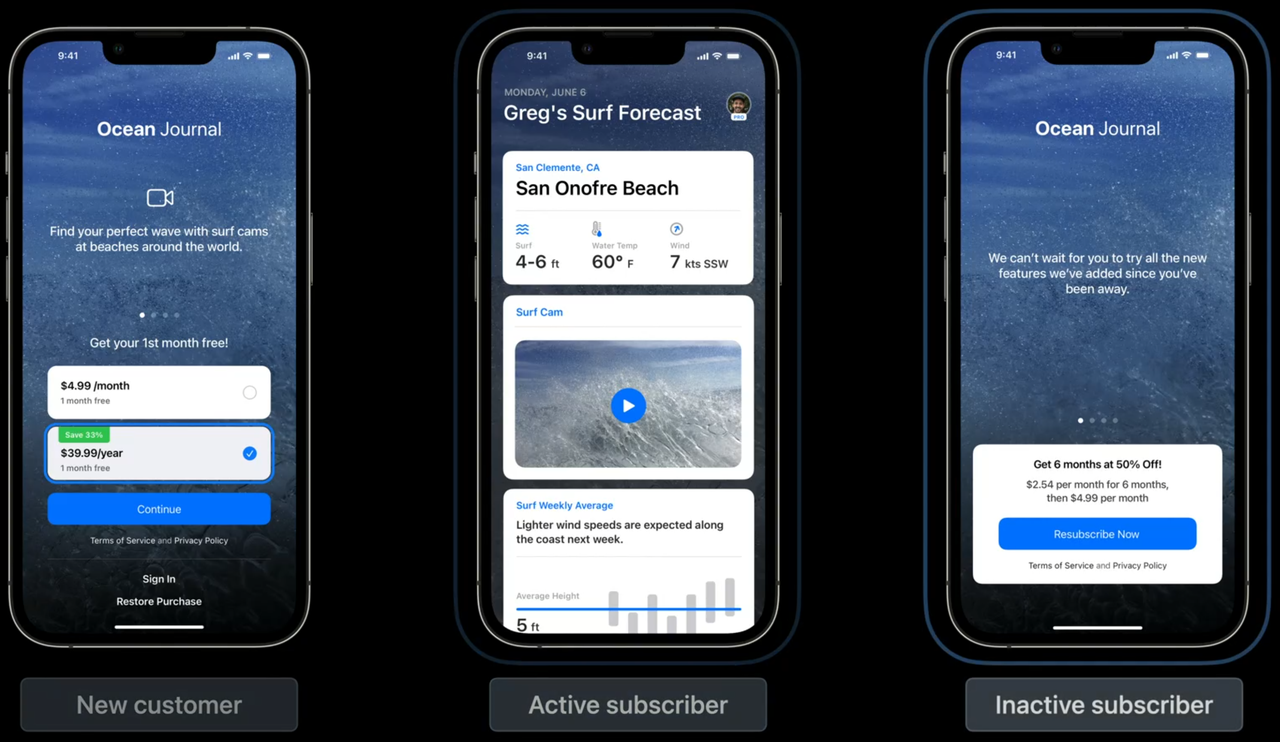 9:41
Ocean Journal
Find your perfect wave with surf cams
at beaches around the world.
Get your 1st month free!
$4.99 /month
1 month free
Save 33%
$39.99/year
1 month free
Continue
Terms of Service and Privacy Policy
Sign In
Restore Purchase
New customer
9:41
MONDAY, JUNE 6
Greg's Surf Forecast
PRO
San Clemente, CA
San Onofre Beach
Surf
4-6 ft
Water Temp
60° F
Wind
7 kts SSW
Surf Cam
Surf Weekly Average
Lighter wind speeds are expected along
the coast next week.
Average Height
5 ft
Active subscriber
9:41
Ocean Journal
We can't wait for you to try all the new
features we've added since you've
been away.
Get 6 months at 50% Off!
$2.54 per month for 6 months,
then $4.99 per month
Resubscribe Now
Terms of Service and Privacy Policy
Inactive subscriber